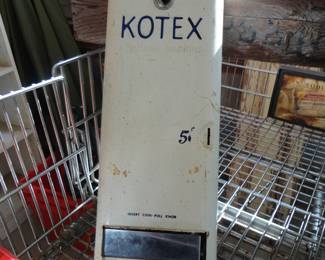 KOTEX
5¢
INSERT COIN - PULL KNOB